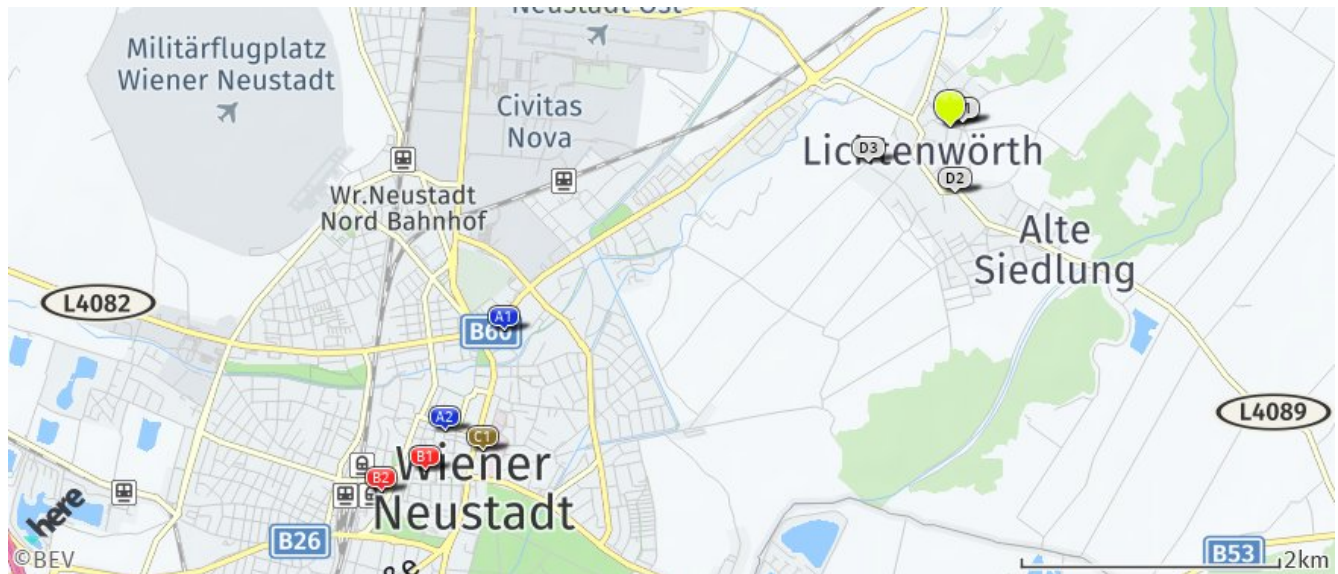 Neustadt Ost
Militärflugplatz
Wiener Neustadt
Civitas
Nova
D3
D2
Lichtenwörth
Wr.Neustadt
Nord Bahnhof
Alte
Siedlung
L4082
A1
B60
A2
C1
L4089
B1
Wiener
B2
Neustadt
here
B26
B53
2km
©BEV